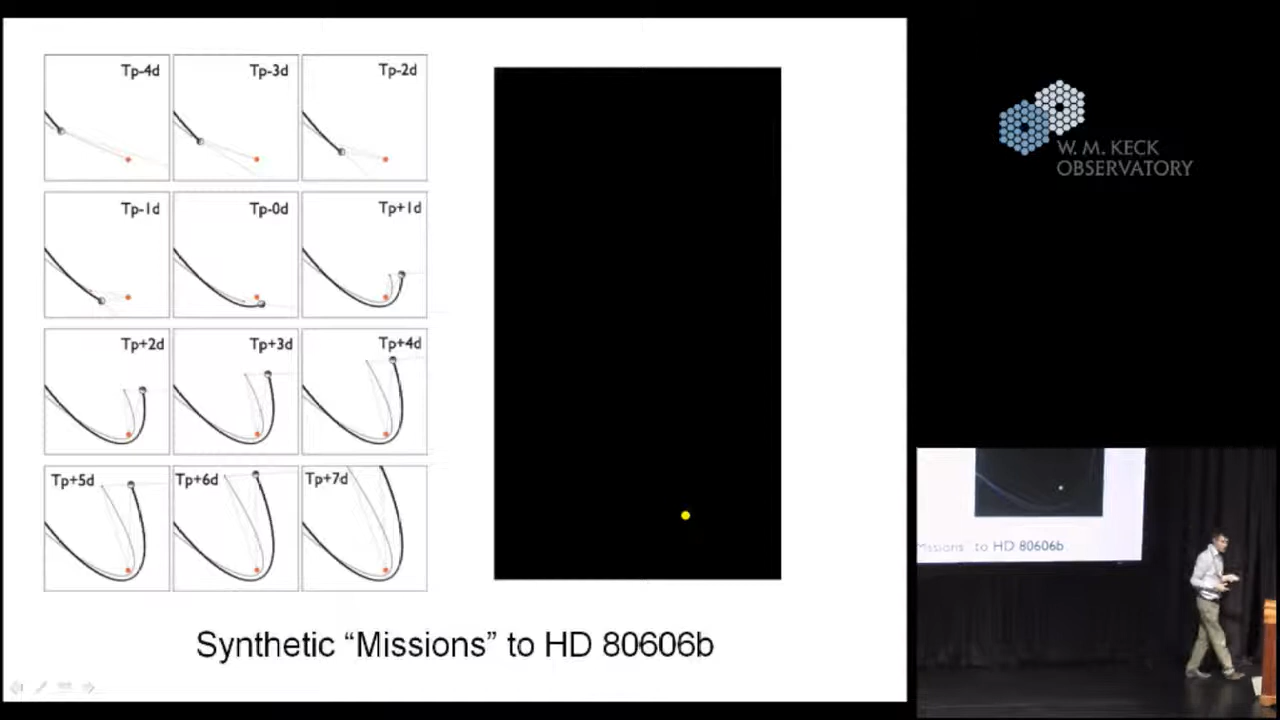 Tp-4d
Tp-3d
Tp-2d
Tp-1d
Tp-0d
Tp+1d
Tp+2d
Tp+3d
Tp+4d
Tp+5d
Tp+6d
Tp+7d
Synthetic “Missions” to HD 80606b
W. M. KECK
OBSERVATORY
Missions” to HD 80606b